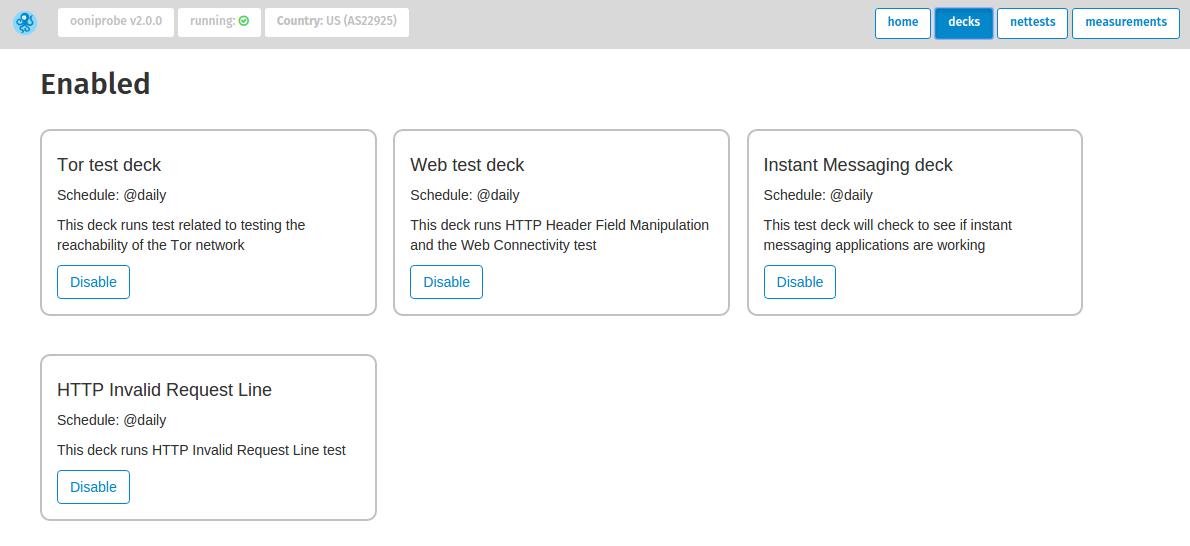 ooniprobe v2.0.0 running: Country: US (AS22925) home decks nettests measurements
Enabled
Tor test deck
Schedule: @daily
This deck runs test related to testing the
reachability of the Tor network
Disable
Web test deck
Schedule: @daily
This deck runs HTTP Header Field Manipulation
and the Web Connectivity test
Disable
Instant Messaging deck
Schedule: @daily
This test deck will check to see if instant
messaging applications are working
Disable
HTTP Invalid Request Line
Schedule: @daily
This deck runs HTTP Invalid Request Line test
Disable